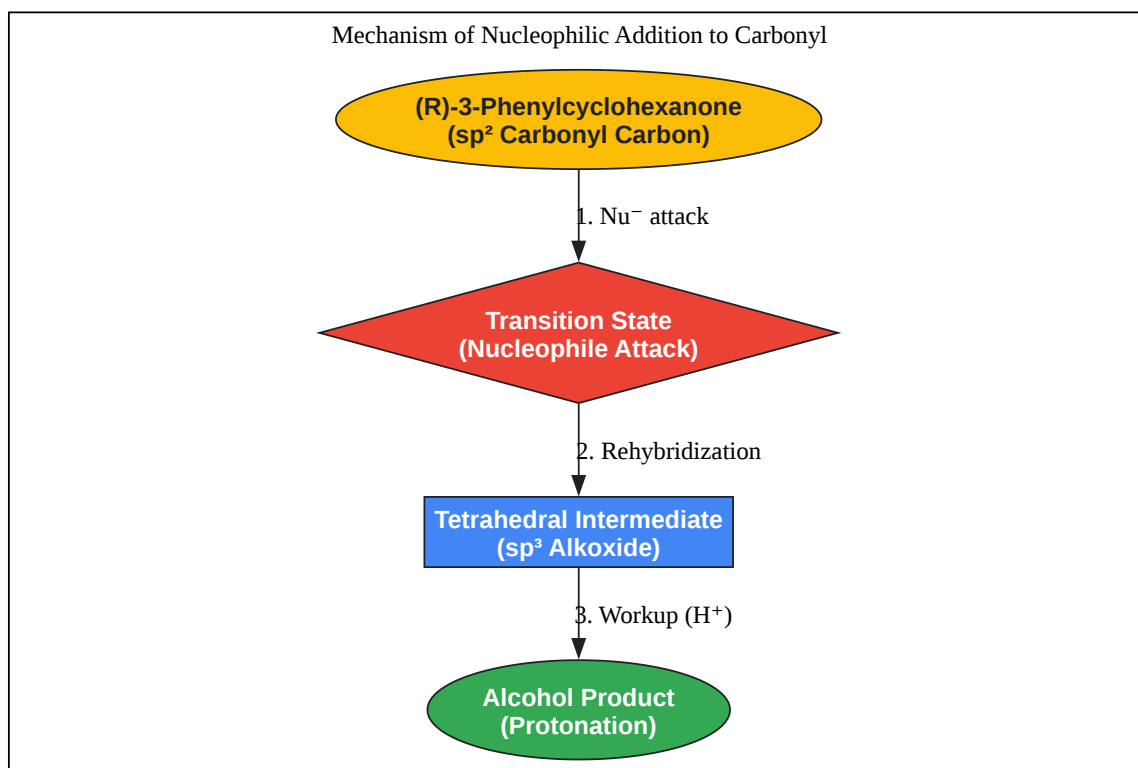 Mechanism of Nucleophilic Addition to Carbonyl
(R)-3-Phenylcyclohexanone
(sp² Carbonyl Carbon)
1. Nu⁻ attack
Transition State
(Nucleophile Attack)
2. Rehybridization
Tetrahedral Intermediate
(sp³ Alkoxide)
3. Workup (H⁺)
Alcohol Product
(Protonation)